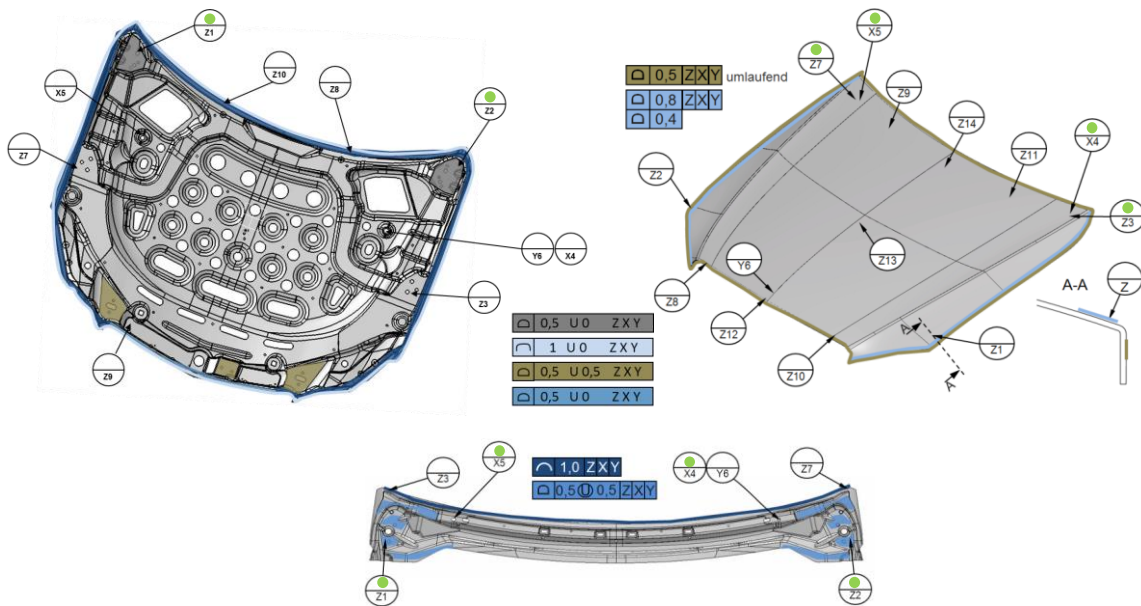 Z1
Z10
Z8
X5
Z2
Z7
Y6
X4
Z3
Z9
0,5 U 0 Z X Y
1 U 0 Z X Y
0,5 U 0,5 Z X Y
0,5 U 0 Z X Y
0,5 Z X Y umlaufend
0,8 Z X Y
0,4
X5
Z7
Z9
Z14
Z11
X4
Z2
Z3
Y6
Z13
Z8
Z12
A-A
Z
A
Z1
Z10
A
X5
1,0 Z X Y
X4
Y6
Z7
Z3
0,5 U 0,5 Z X Y
Z1
Z2